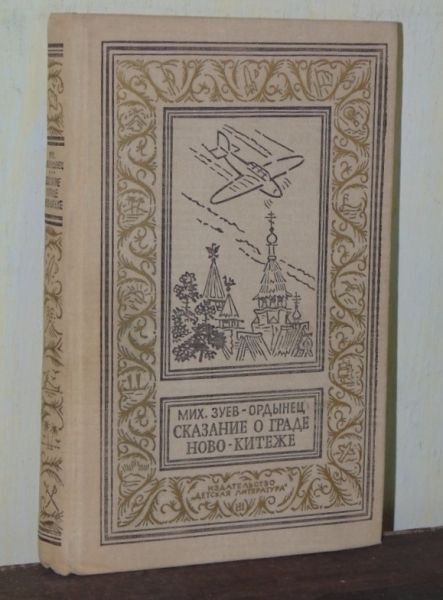 МИХ. ЗУЕВ-ОРДЫНЕЦ
СКАЗАНИЕ О ГРАДЕ
НОВО-КИТЕЖЕ
ИЗДАТЕЛЬСТВО
"ДЕТСКАЯ ЛИТЕРАТУРА"